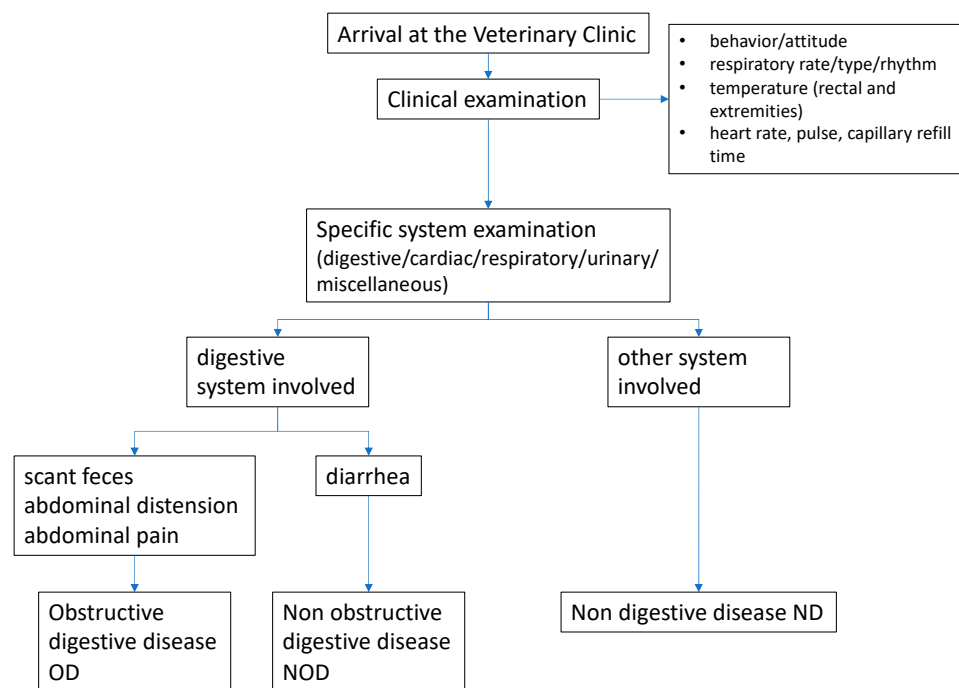 Arrival at the Veterinary Clinic
Clinical examination
• behavior/attitude
• respiratory rate/type/rhythm
• temperature (rectal and
extremities)
• heart rate, pulse, capillary refill
time
Specific system examination
(digestive/cardiac/respiratory/urinary/
miscellaneous)
digestive
system involved
other system
involved
scant feces
abdominal distension
abdominal pain
diarrhea
Obstructive
digestive disease
OD
Non obstructive
digestive disease
NOD
Non digestive disease ND